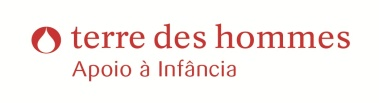 terre des hommes
Apoio à Infância